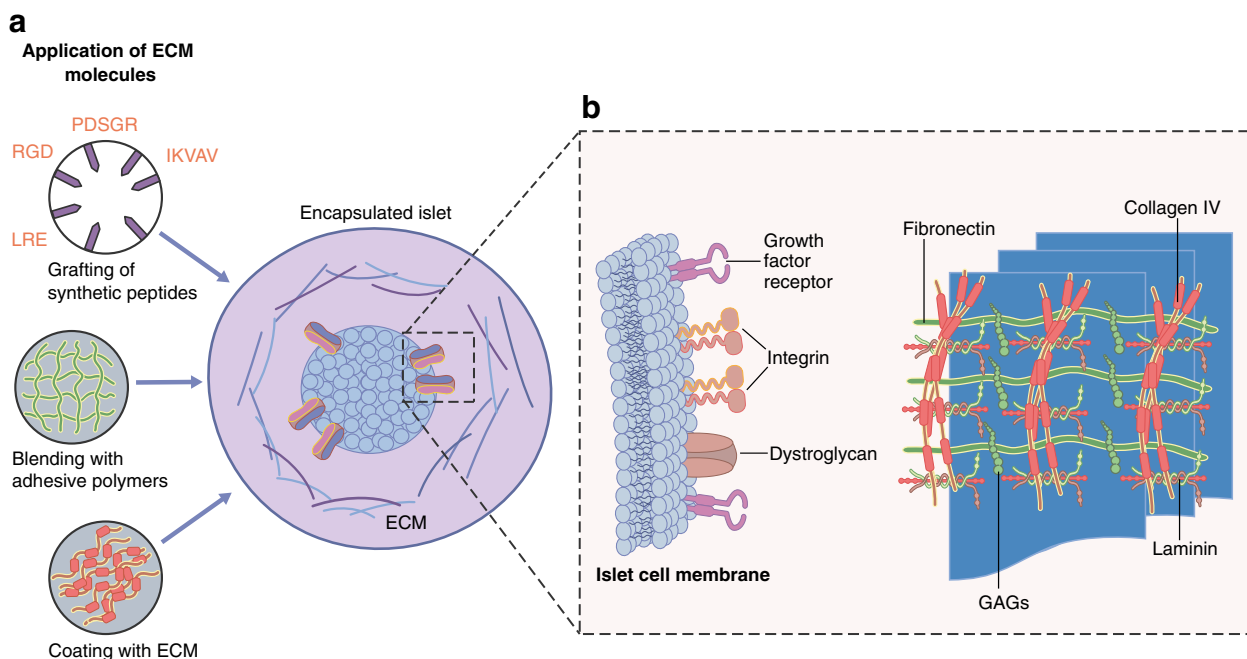 a
Application of ECM
molecules
PDSGR
RGD
IKVAV
LRE
Grafting of
synthetic peptides
Blending with
adhesive polymers
Coating with ECM
Encapsulated islet
ECM
b
Growth
factor
receptor
Integrin
Dystroglycan
Islet cell membrane
Fibronectin
Collagen IV
Laminin
GAGs